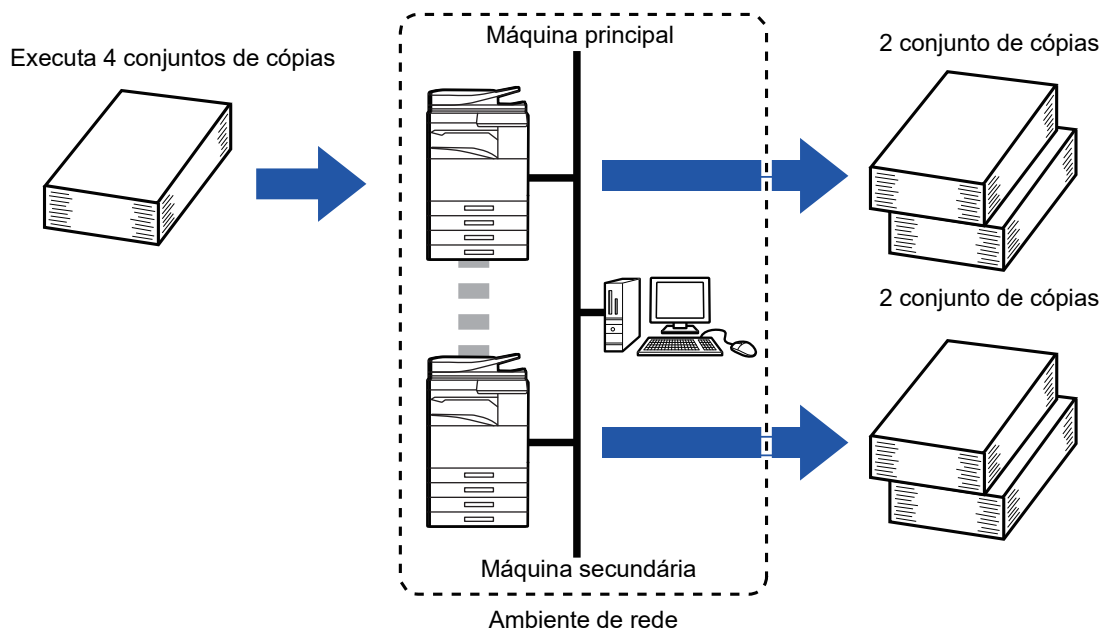 Executa 4 conjuntos de cópias
Máquina principal
2 conjunto de cópias
2 conjunto de cópias
Máquina secundária
Ambiente de rede